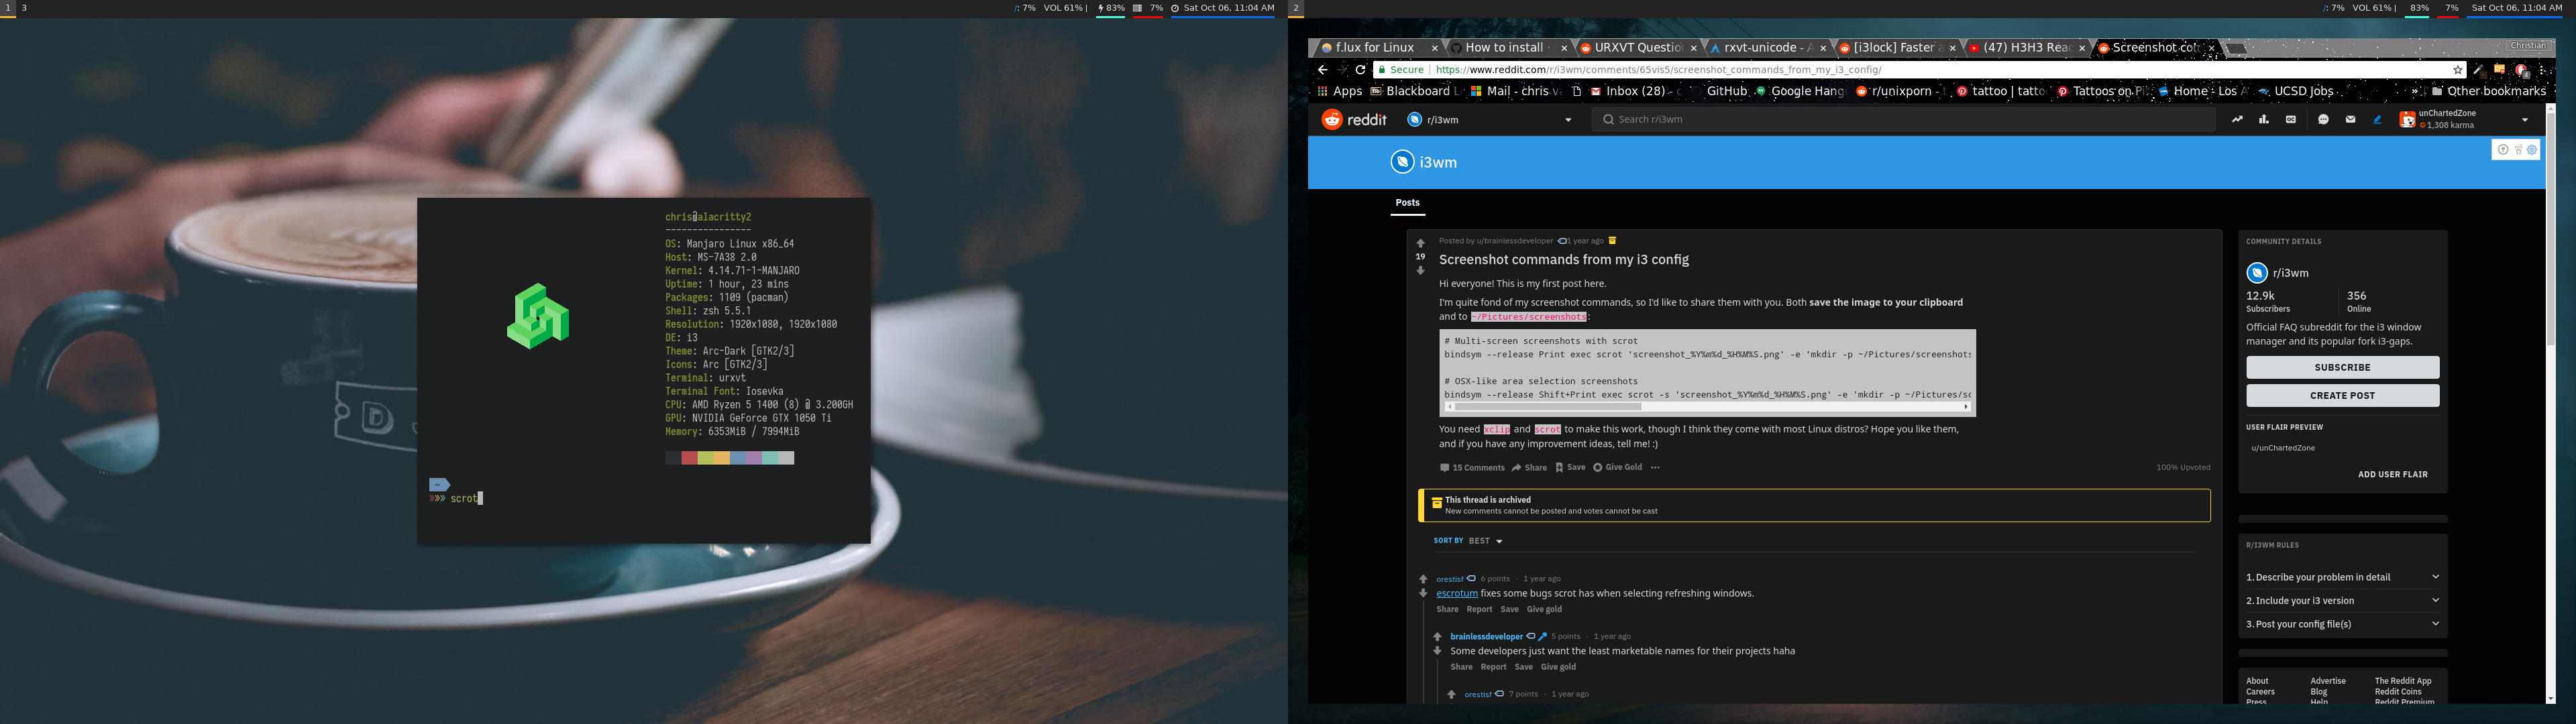 1 3
/: 7% VOL 61% | 83% 7% Sat Oct 06, 11:04 AM
chris@alacritty2
----------------
OS: Manjaro Linux x86_64
Host: MS-7A38 2.0
Kernel: 4.14.71-1-MANJARO
Uptime: 1 hour, 23 mins
Packages: 1109 (pacman)
Shell: zsh 5.5.1
Resolution: 1920x1080, 1920x1080
DE: i3
Theme: Arc-Dark [GTK2/3]
Icons: Arc [GTK2/3]
Terminal: urxvt
Terminal Font: Iosevka
CPU: AMD Ryzen 5 1400 (8) @ 3.200GH
GPU: NVIDIA GeForce GTX 1050 Ti
Memory: 6353MiB / 7994MiB
~
»»» scrot
D
2
/: 7% VOL 61% | 83% 7% Sat Oct 06, 11:04 AM
f.lux for Linux
How to install
URXVT Questio
rxvt-unicode - A
[i3lock] Faster a
(47) H3H3 Reac
Screenshot co
Christian
Secure https://www.reddit.com/r/i3wm/comments/65vis5/screenshot_commands_from_my_i3_config/
Apps Bb Blackboard L Mail - chris v Inbox (28) - c GitHub Google Hang r/unixporn - t tattoo | tatto Tattoos on Pi Home - Los A UCSD Jobs » Other bookmarks
reddit r/i3wm Search r/i3wm unChartedZone
1,308 karma
i3wm
Posts
Posted by u/brainlessdeveloper 1 year ago
19
Screenshot commands from my i3 config
Hi everyone! This is my first post here.
I'm quite fond of my screenshot commands, so I'd like to share them with you. Both save the image to your clipboard
and to ~/Pictures/screenshots:
# Multi-screen screenshots with scrot
bindsym --release Print exec scrot 'screenshot_%Y%m%d_%H%M%S.png' -e 'mkdir -p ~/Pictures/screenshots
# OSX-like area selection screenshots
bindsym --release Shift+Print exec scrot -s 'screenshot_%Y%m%d_%H%M%S.png' -e 'mkdir -p ~/Pictures/sc
You need xclip and scrot to make this work, though I think they come with most Linux distros? Hope you like them,
and if you have any improvement ideas, tell me! :)
15 Comments Share Save Give Gold ··· 100% Upvoted
This thread is archived
New comments cannot be posted and votes cannot be cast
SORT BY BEST
orestisf 6 points · 1 year ago
escrotum fixes some bugs scrot has when selecting refreshing windows.
Share Report Save Give gold
brainlessdeveloper 5 points · 1 year ago
Some developers just want the least marketable names for their projects haha
Share Report Save Give gold
orestisf 7 points · 1 year ago
COMMUNITY DETAILS
r/i3wm
12.9k 356
Subscribers Online
Official FAQ subreddit for the i3 window
manager and its popular fork i3-gaps.
SUBSCRIBE
CREATE POST
USER FLAIR PREVIEW
u/unChartedZone
ADD USER FLAIR
R/I3WM RULES
1. Describe your problem in detail
2. Include your i3 version
3. Post your config file(s)
About Advertise The Reddit App
Careers Blog Reddit Coins
Press Help Reddit Premium